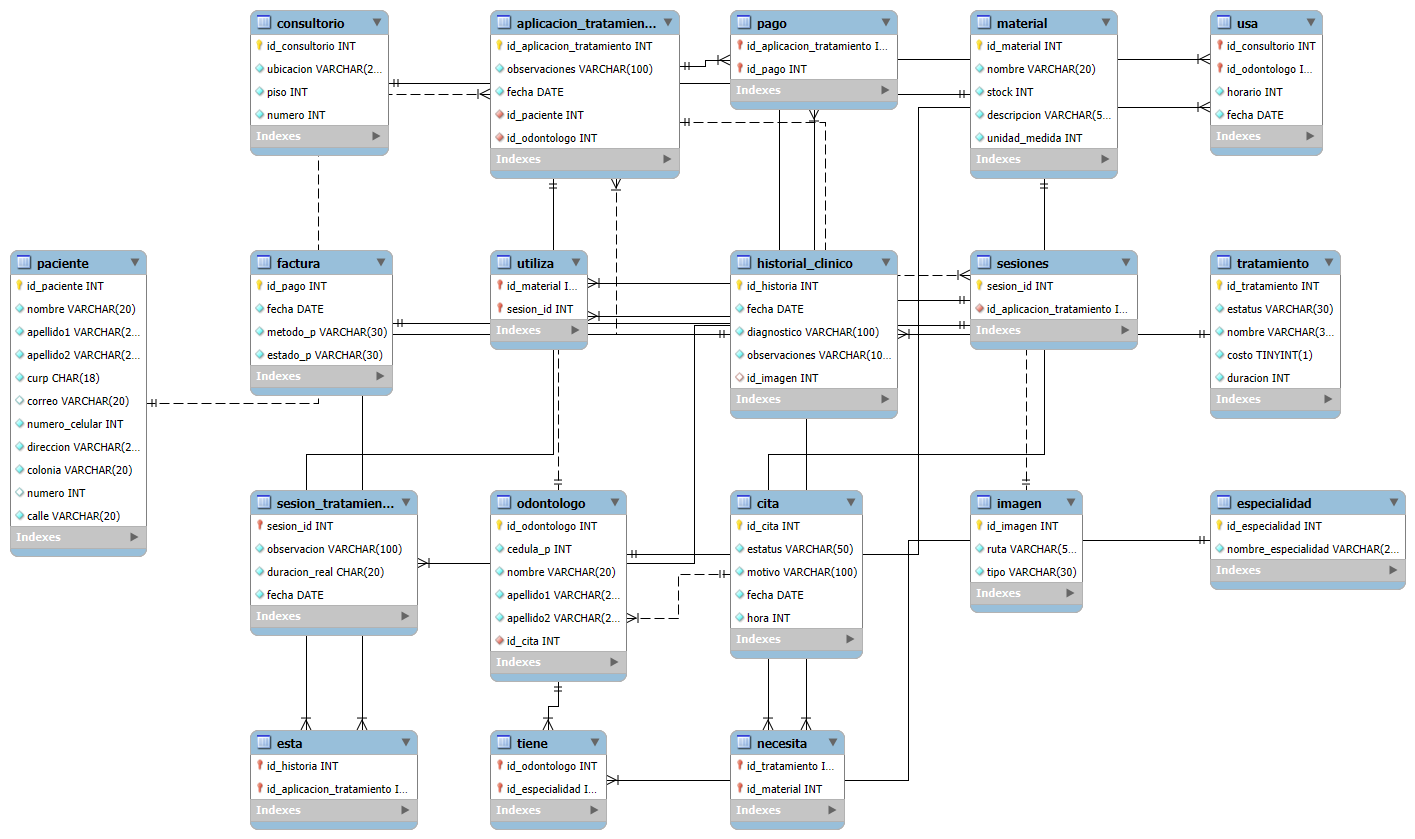 consultorio
id_consultorio INT
ubicacion VARCHAR(2...
piso INT
numero INT
Indexes
aplicacion_tratamien...
id_aplicacion_tratamiento INT
observaciones VARCHAR(100)
fecha DATE
id_paciente INT
id_odontologo INT
Indexes
pago
id_aplicacion_tratamiento I...
id_pago INT
Indexes
material
id_material INT
nombre VARCHAR(20)
stock INT
descripcion VARCHAR(5...
unidad_medida INT
Indexes
usa
id_consultorio INT
id_odontologo I...
horario INT
fecha DATE
Indexes
paciente
id_paciente INT
nombre VARCHAR(20)
apellido1 VARCHAR(2...
apellido2 VARCHAR(2...
curp CHAR(18)
correo VARCHAR(20)
numero_celular INT
direccion VARCHAR(2...
colonia VARCHAR(20)
numero INT
calle VARCHAR(20)
Indexes
factura
id_pago INT
fecha DATE
metodo_p VARCHAR(30)
estado_p VARCHAR(30)
Indexes
utiliza
id_material I...
sesion_id INT
Indexes
historial_clinico
id_historia INT
fecha DATE
diagnostico VARCHAR(100)
observaciones VARCHAR(10...
id_imagen INT
Indexes
sesiones
sesion_id INT
id_aplicacion_tratamiento I...
Indexes
tratamiento
id_tratamiento INT
estatus VARCHAR(30)
nombre VARCHAR(3...
costo TINYINT(1)
duracion INT
Indexes
sesion_tratamien...
sesion_id INT
observacion VARCHAR(100)
duracion_real CHAR(20)
fecha DATE
Indexes
odontologo
id_odontologo INT
cedula_p INT
nombre VARCHAR(20)
apellido1 VARCHAR(2...
apellido2 VARCHAR(2...
id_cita INT
Indexes
cita
id_cita INT
estatus VARCHAR(50)
motivo VARCHAR(100)
fecha DATE
hora INT
Indexes
imagen
id_imagen INT
ruta VARCHAR(5...
tipo VARCHAR(30)
Indexes
especialidad
id_especialidad INT
nombre_especialidad VARCHAR(2...
Indexes
esta
id_historia INT
id_aplicacion_tratamiento I...
Indexes
tiene
id_odontologo INT
id_especialidad I...
Indexes
necesita
id_tratamiento I...
id_material INT
Indexes